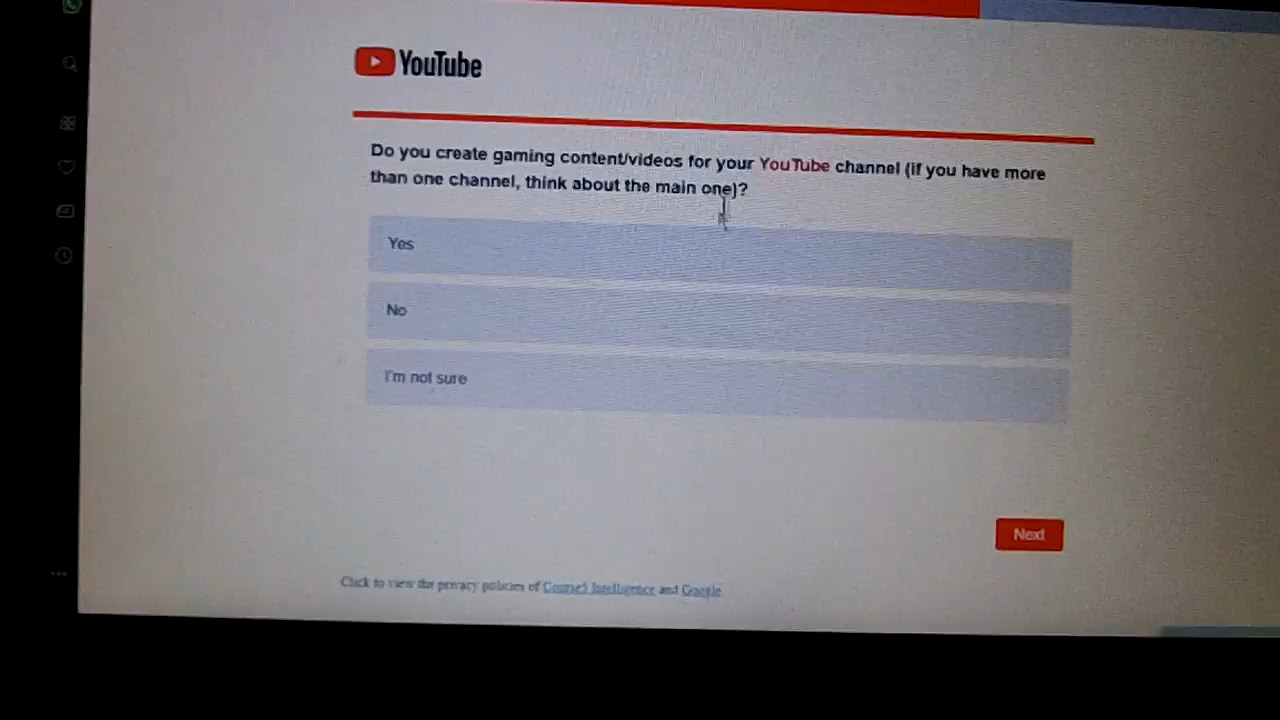 YouTube
Do you create gaming content/videos for your YouTube channel (if you have more
than one channel, think about the main one)?
Yes
No
I'm not sure
Next
Click to view the privacy policies of Counsel Intelligence and Google